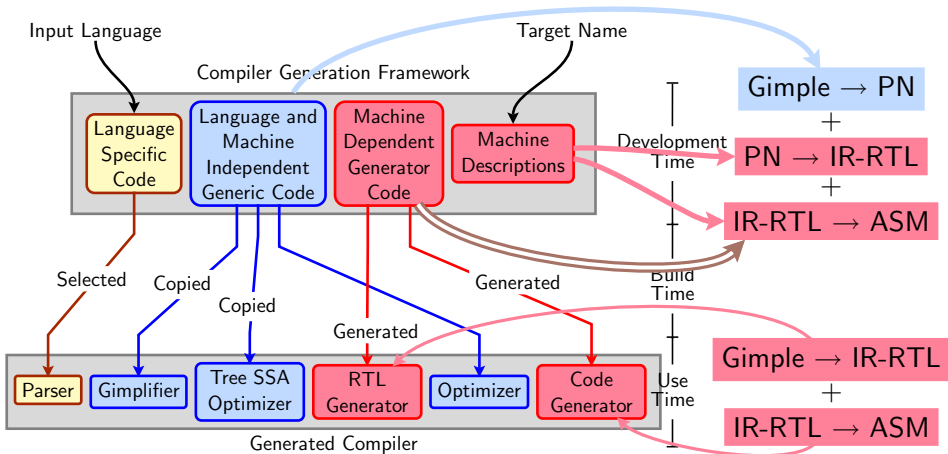 Input Language
Target Name
Compiler Generation Framework
Language
Specific
Code
Language and
Machine
Independent
Generic Code
Machine
Dependent
Generator
Code
Machine
Descriptions
Development
Time
Gimple → PN
+
PN → IR-RTL
+
IR-RTL → ASM
Selected
Copied
Copied
Generated
Generated
Build
Time
Parser
Gimplifier
Tree SSA
Optimizer
RTL
Generator
Optimizer
Code
Generator
Use
Time
Gimple → IR-RTL
+
IR-RTL → ASM
Generated Compiler